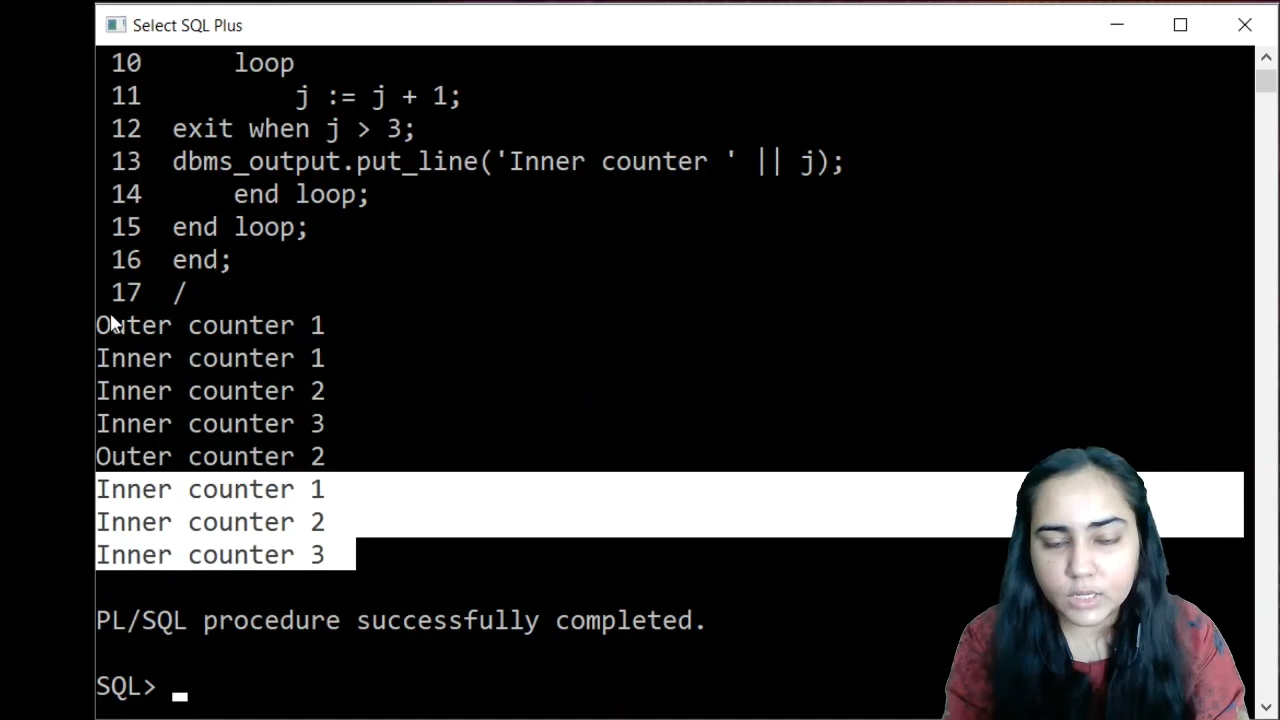 Select SQL Plus
10 loop
11 j := j + 1;
12 exit when j > 3;
13 dbms_output.put_line('Inner counter ' || j);
14 end loop;
15 end loop;
16 end;
17 /
Outer counter 1
Inner counter 1
Inner counter 2
Inner counter 3
Outer counter 2
Inner counter 1
Inner counter 2
Inner counter 3
PL/SQL procedure successfully completed.
SQL>